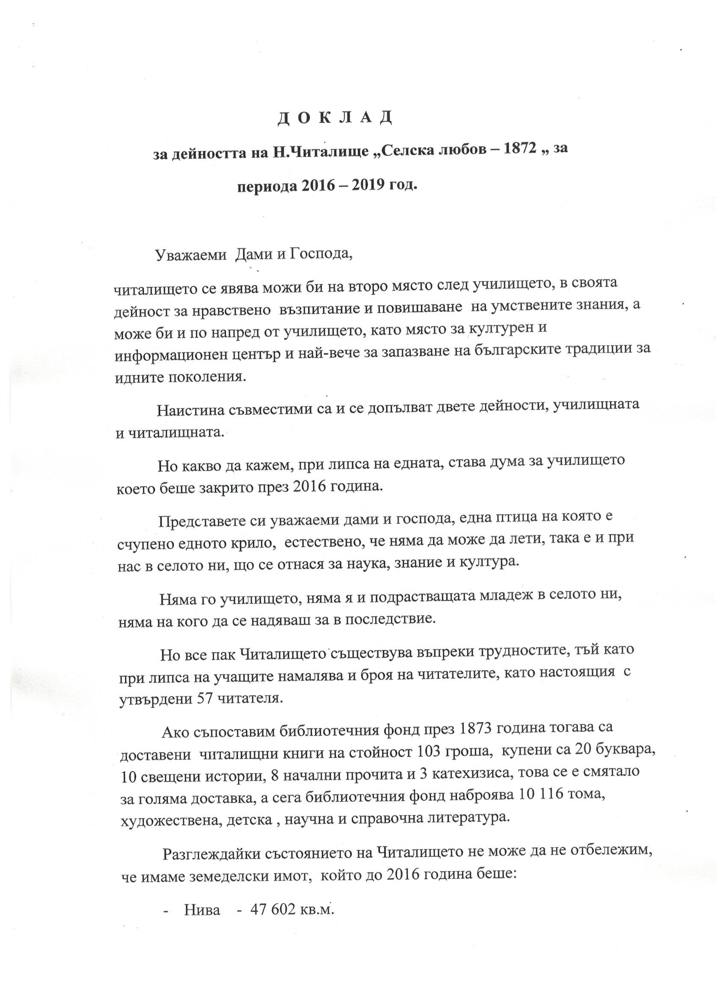 Д О К Л А Д
за дейността на Н.Читалище „Селска любов – 1872 „ за
периода 2016 – 2019 год.
Уважаеми Дами и Господа,
читалището се явява можи би на второ място след училището, в своята
дейност за нравствено възпитание и повишаване на умствените знания, а
може би и по напред от училището, като място за културен и
информационен център и най-вече за запазване на българските традиции за
идните поколения.
Наистина съвместими са и се допълват двете дейности, училищната
и читалищната.
Но какво да кажем, при липса на едната, става дума за училището
което беше закрито през 2016 година.
Представете си уважаеми дами и господа, една птица на която е
счупено едното крило, естествено, че няма да може да лети, така е и при
нас в селото ни, що се отнася за наука, знание и култура.
Няма го училището, няма я и подрастващата младеж в селото ни,
няма на кого да се надяваш за в последствие.
Но все пак Читалището съществува въпреки трудностите, тъй като
при липса на учащите намалява и броя на читателите, като настоящия с
утвърдени 57 читателя.
Ако съпоставим библиотечния фонд през 1873 година тогава са
доставени читалищни книги на стойност 103 гроша, купени са 20 буквара,
10 свещени истории, 8 начални прочита и 3 катехизиса, това се е смятало
за голяма доставка, а сега библиотечния фонд наброява 10 116 тома,
художествена, детска , научна и справочна литература.
Разглеждайки състоянието на Читалището не може да не отбележим,
че имаме земеделски имот, който до 2016 година беше:
- Нива - 47 602 кв.м.